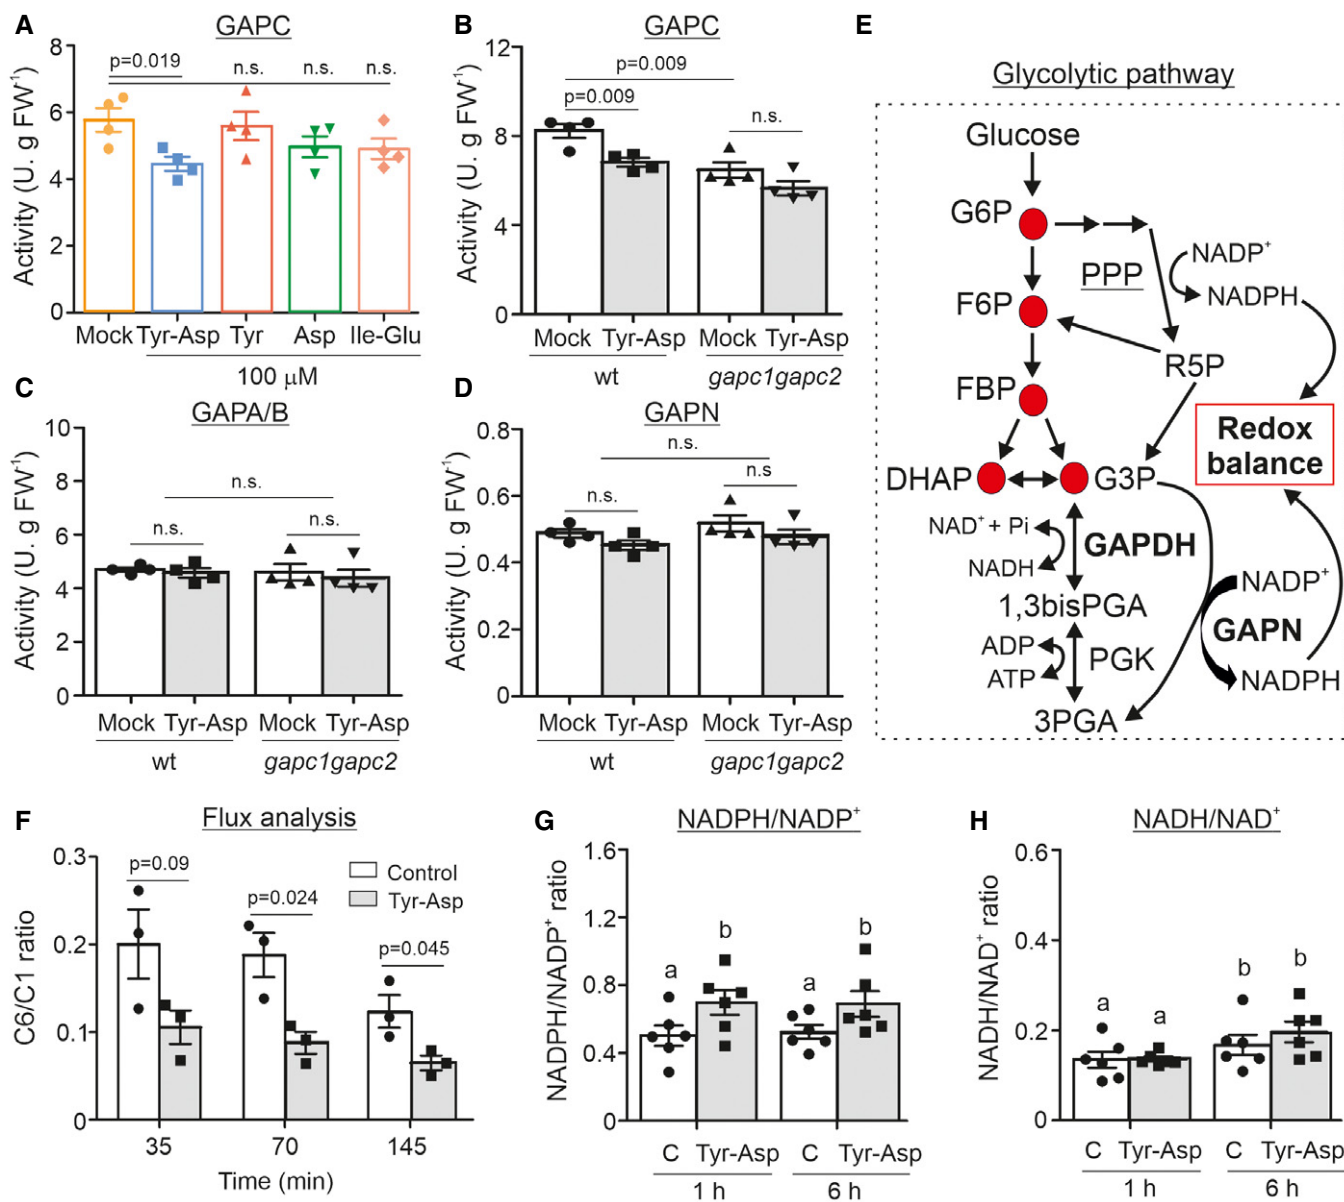 A
GAPC
Activity (U. g FW⁻¹)
8
6
4
2
0
p=0.019
n.s.
n.s.
n.s.
Mock Tyr-Asp Tyr Asp Ile-Glu
100 µM
B
GAPC
Activity (U. g FW⁻¹)
12
8
4
0
p=0.009
p=0.009
n.s.
Mock Tyr-Asp Mock Tyr-Asp
wt gapc1gapc2
C
GAPA/B
Activity (U. g FW⁻¹)
10
8
6
4
2
0
n.s.
n.s.
n.s.
Mock Tyr-Asp Mock Tyr-Asp
wt gapc1gapc2
D
GAPN
Activity (U. g FW⁻¹)
0.8
0.6
0.4
0.2
0
n.s.
n.s.
n.s
Mock Tyr-Asp Mock Tyr-Asp
wt gapc1gapc2
E
Glycolytic pathway
Glucose
G6P
PPP
NADP⁺
NADPH
F6P
R5P
FBP
Redox
balance
DHAP
G3P
NAD⁺ + Pi
GAPDH
NADH
1,3bisPGA
NADP⁺
GAPN
NADPH
ADP
PGK
ATP
3PGA
F
Flux analysis
C6/C1 ratio
0.3
0.2
0.1
0
p=0.09
p=0.024
p=0.045
Control
Tyr-Asp
35 70 145
Time (min)
G
NADPH/NADP⁺
NADPH/NADP⁺ ratio
1.6
1.2
0.8
0.4
0
a b a b
C Tyr-Asp C Tyr-Asp
1 h 6 h
H
NADH/NAD⁺
NADH/NAD⁺ ratio
0.6
0.4
0.2
0
a a b b
C Tyr-Asp C Tyr-Asp
1 h 6 h